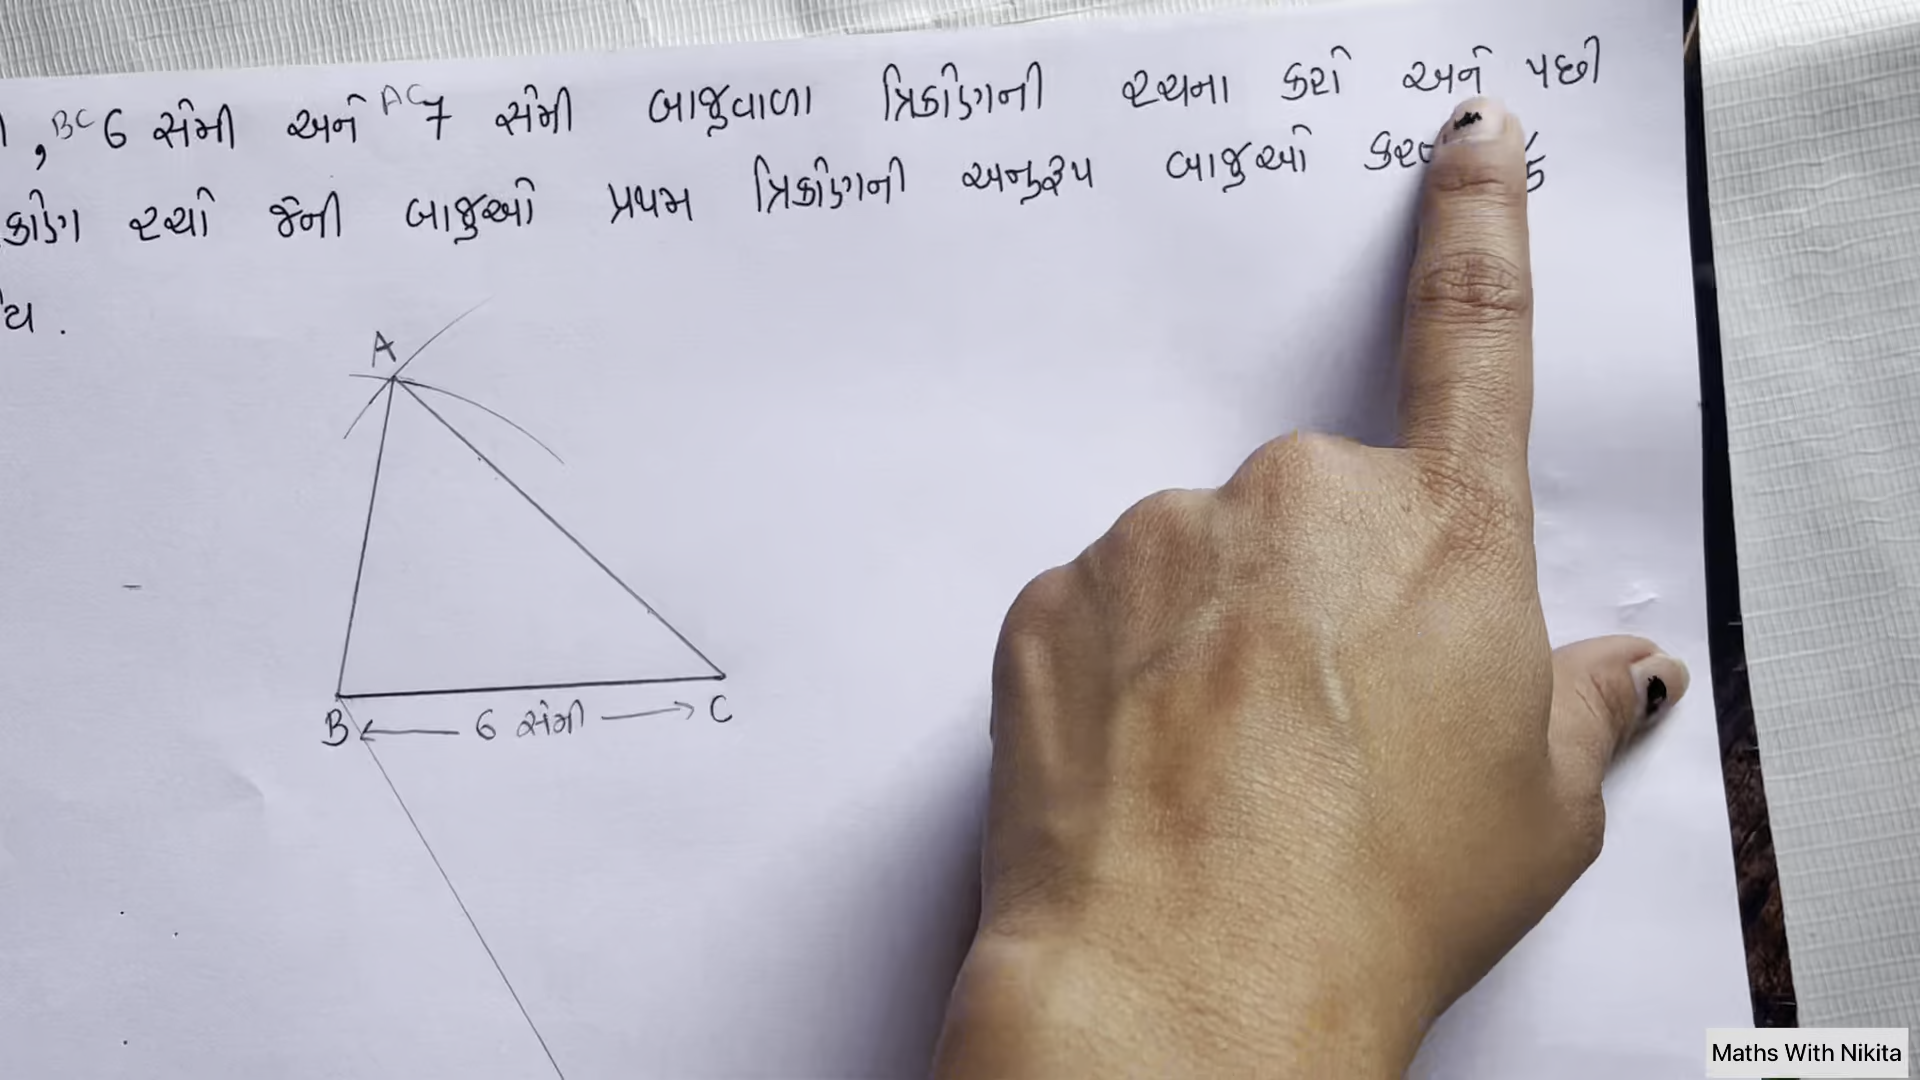 , BC 6 સેમી અને AC 7 સેમી બાજુવાળા ત્રિકોણની રચના કરો અને પછી
કોણ રચો જેની બાજુઓ પ્રથમ ત્રિકોણની અનુરૂપ બાજુઓ
ય .
A
B ← 6 સેમી → C
Maths With Nikita